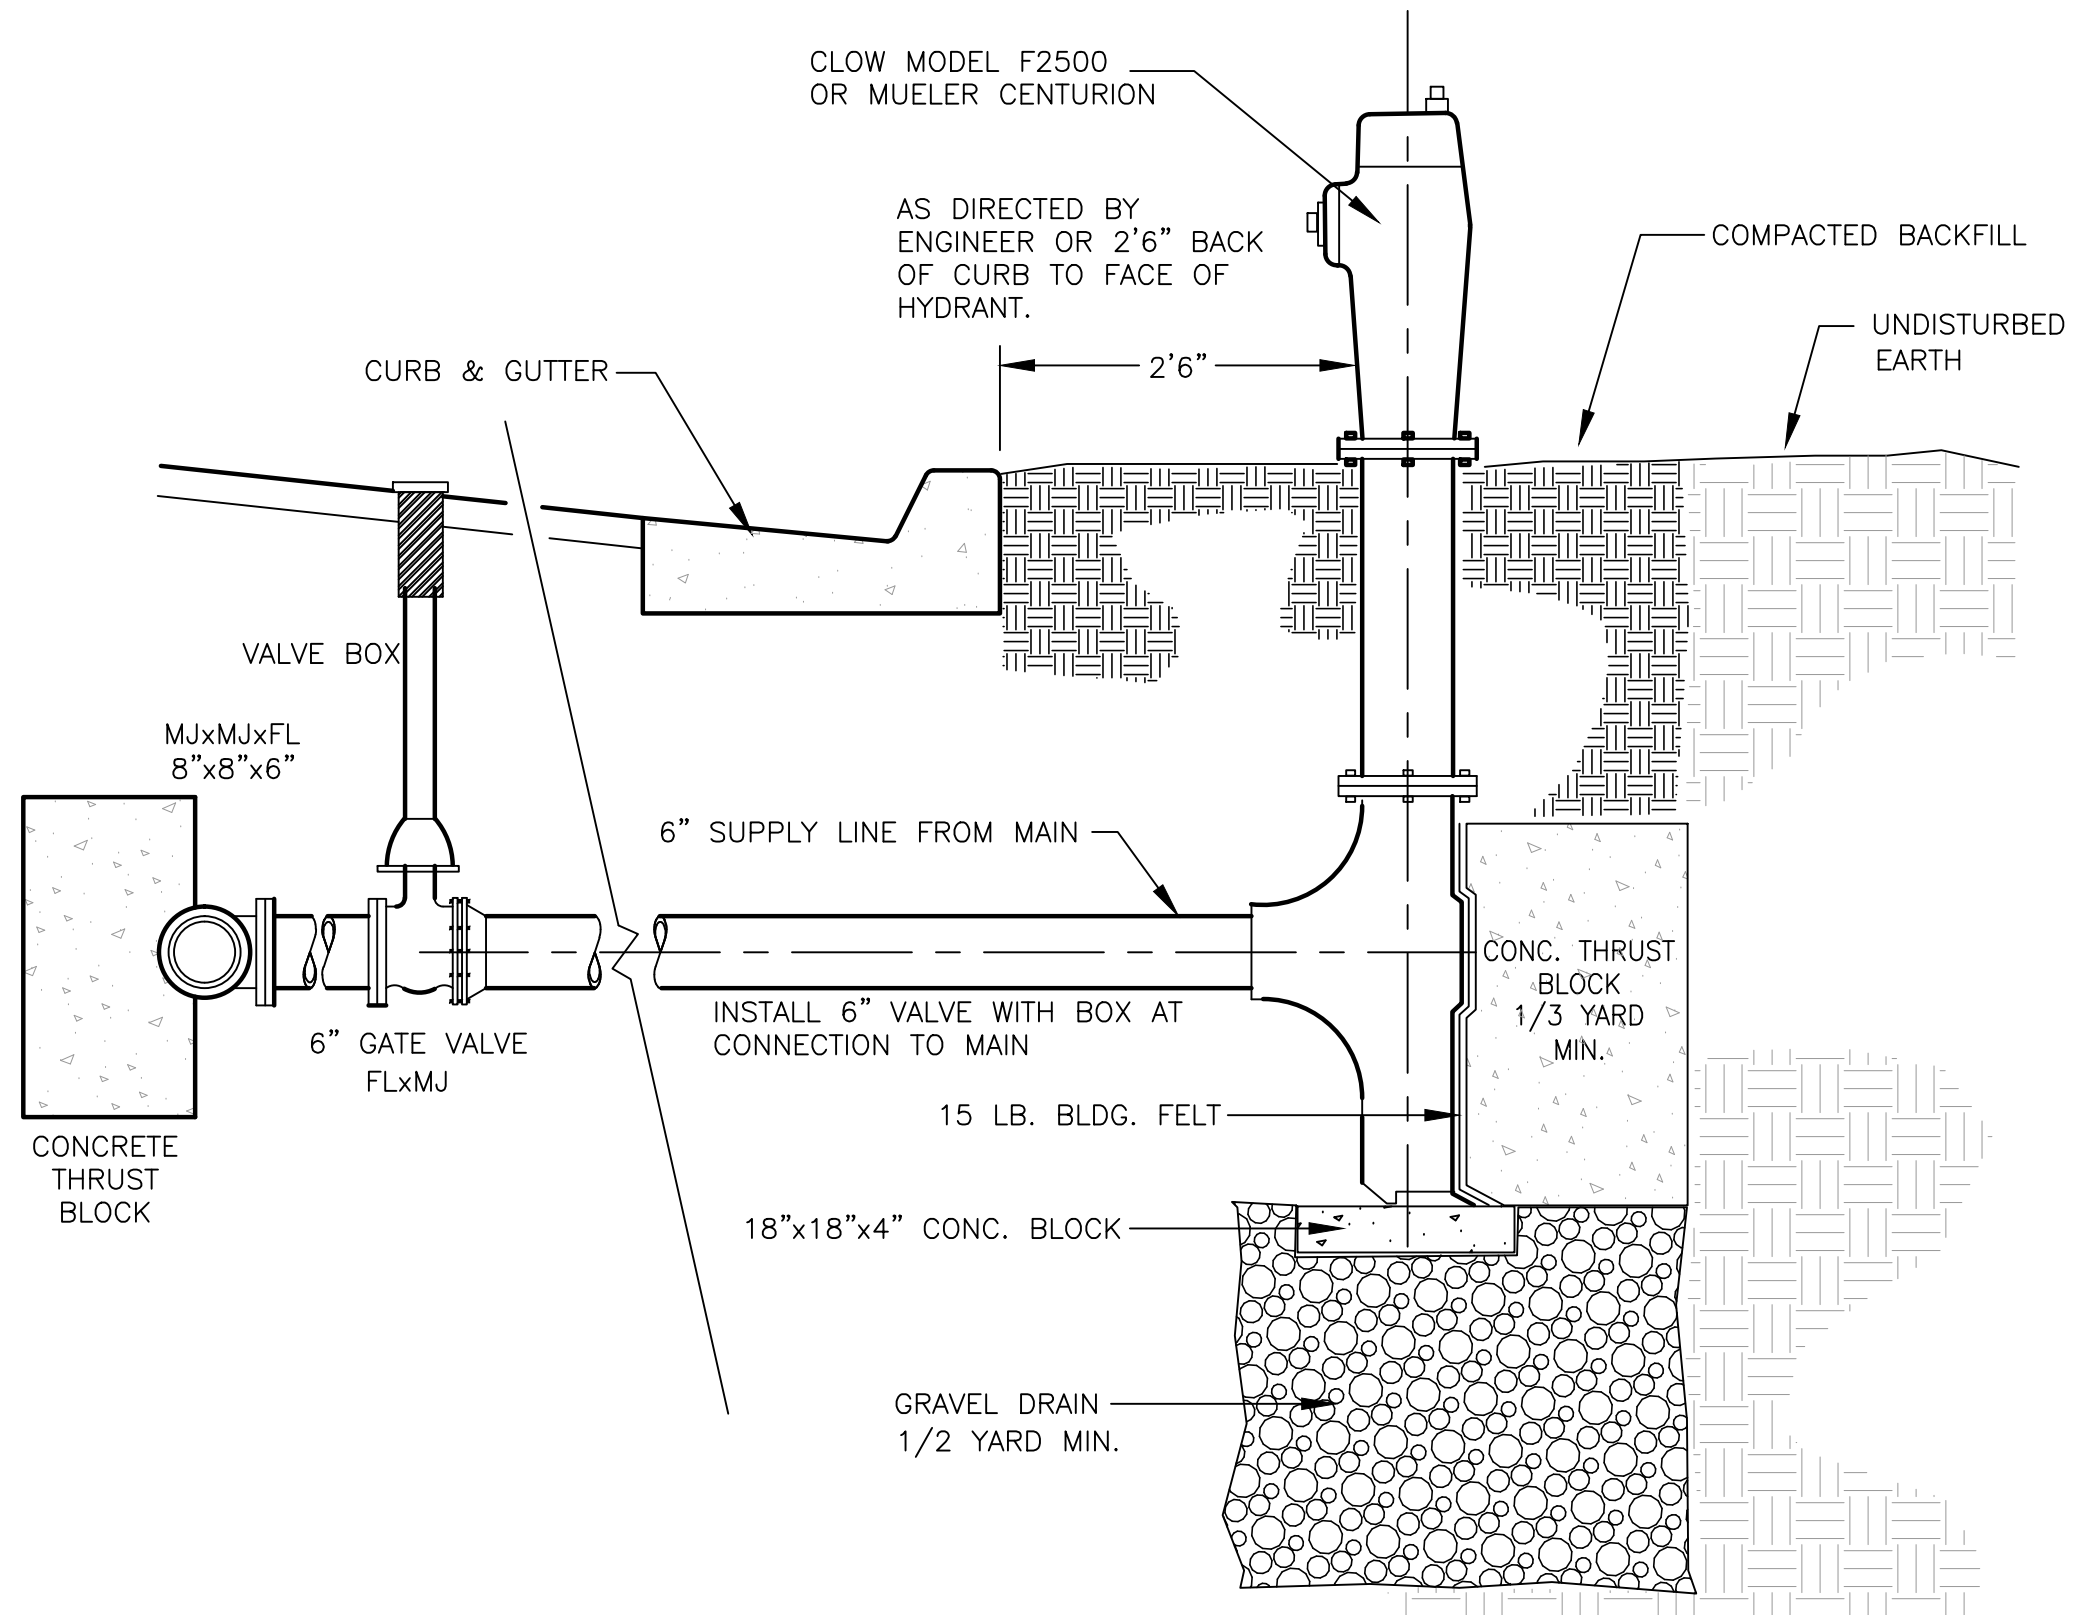 CLOW MODEL F2500
OR MUELER CENTURION
AS DIRECTED BY
ENGINEER OR 2'6" BACK
OF CURB TO FACE OF
HYDRANT.
COMPACTED BACKFILL
UNDISTURBED
EARTH
CURB & GUTTER
2'6"
VALVE BOX
MJxMJxFL
8"x8"x6"
6" SUPPLY LINE FROM MAIN
CONC. THRUST
BLOCK
1/3 YARD
MIN.
INSTALL 6" VALVE WITH BOX AT
CONNECTION TO MAIN
6" GATE VALVE
FLxMJ
15 LB. BLDG. FELT
CONCRETE
THRUST
BLOCK
18"x18"x4" CONC. BLOCK
GRAVEL DRAIN
1/2 YARD MIN.